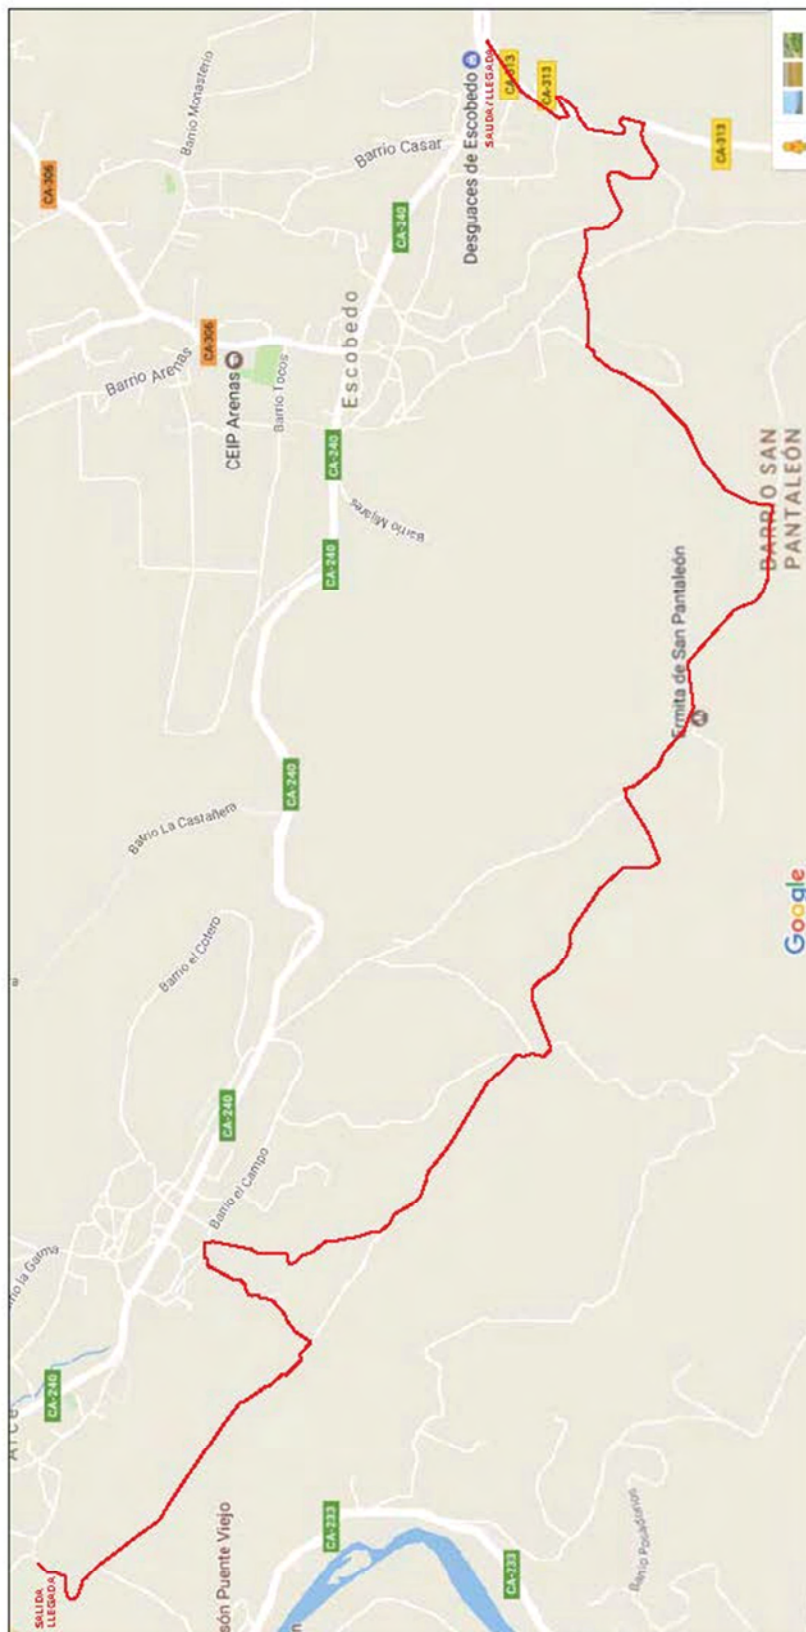 CA-306
Barrio Monasterio
Barrio Casar
Desguaces de Escobedo
SALIDA/LLEGADA
CA-313
CA-313
CA-313
CA-240
CA-306
Barrio Arenas
CEIP Arenas
Barrio Tocos
Escobedo
CA-240
Barrio Mijares
CA-240
BARRIO SAN
PANTALEÓN
Ermita de San Pantaleón
CA-240
Barrio La Castañera
Barrio el Cotero
CA-240
Barrio el Campo
CA-240
Arce
SALIDA
LLEGADA
són Puente Viejo
CA-233
CA-233
Google